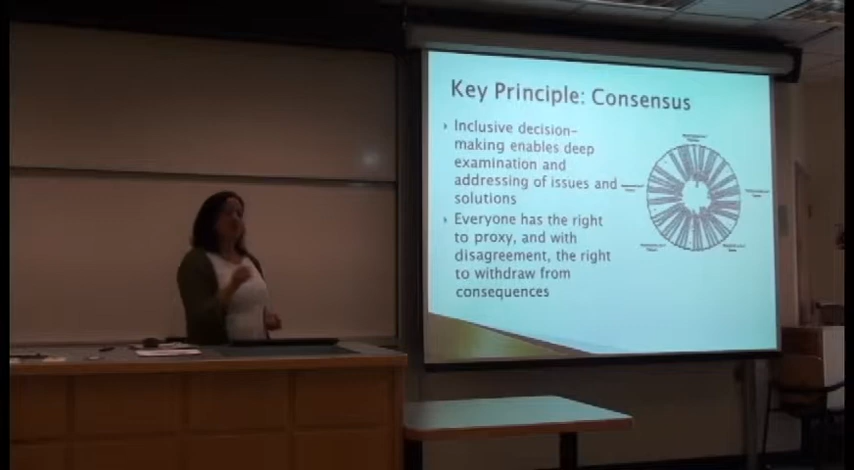 Key Principle: Consensus
Inclusive decision-
making enables deep
examination and
addressing of issues and
solutions
Everyone has the right
to proxy, and with
disagreement, the right
to withdraw from
consequences